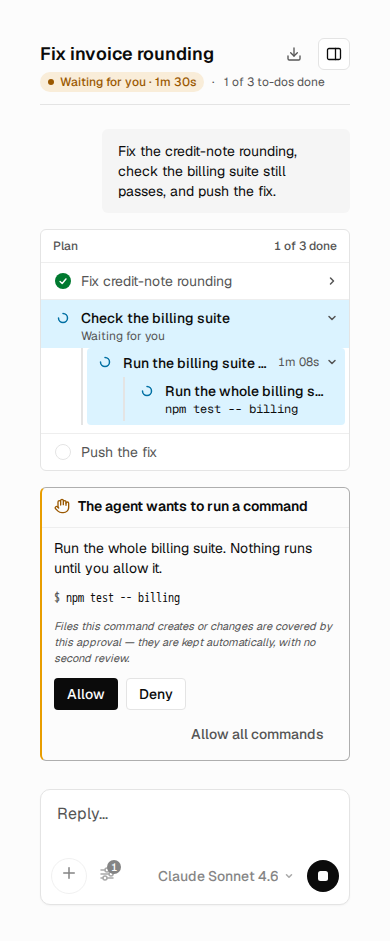 Fix invoice rounding
Waiting for you · 1m 30s · 1 of 3 to-dos done
Fix the credit-note rounding,
check the billing suite still
passes, and push the fix.
Plan 1 of 3 done
Fix credit-note rounding
Check the billing suite
Waiting for you
Run the billing suite ... 1m 08s
Run the whole billing s...
npm test -- billing
Push the fix
The agent wants to run a command
Run the whole billing suite. Nothing runs
until you allow it.
$ npm test -- billing
Files this command creates or changes are covered by
this approval — they are kept automatically, with no
second review.
Allow Deny
Allow all commands
Reply...
1
Claude Sonnet 4.6